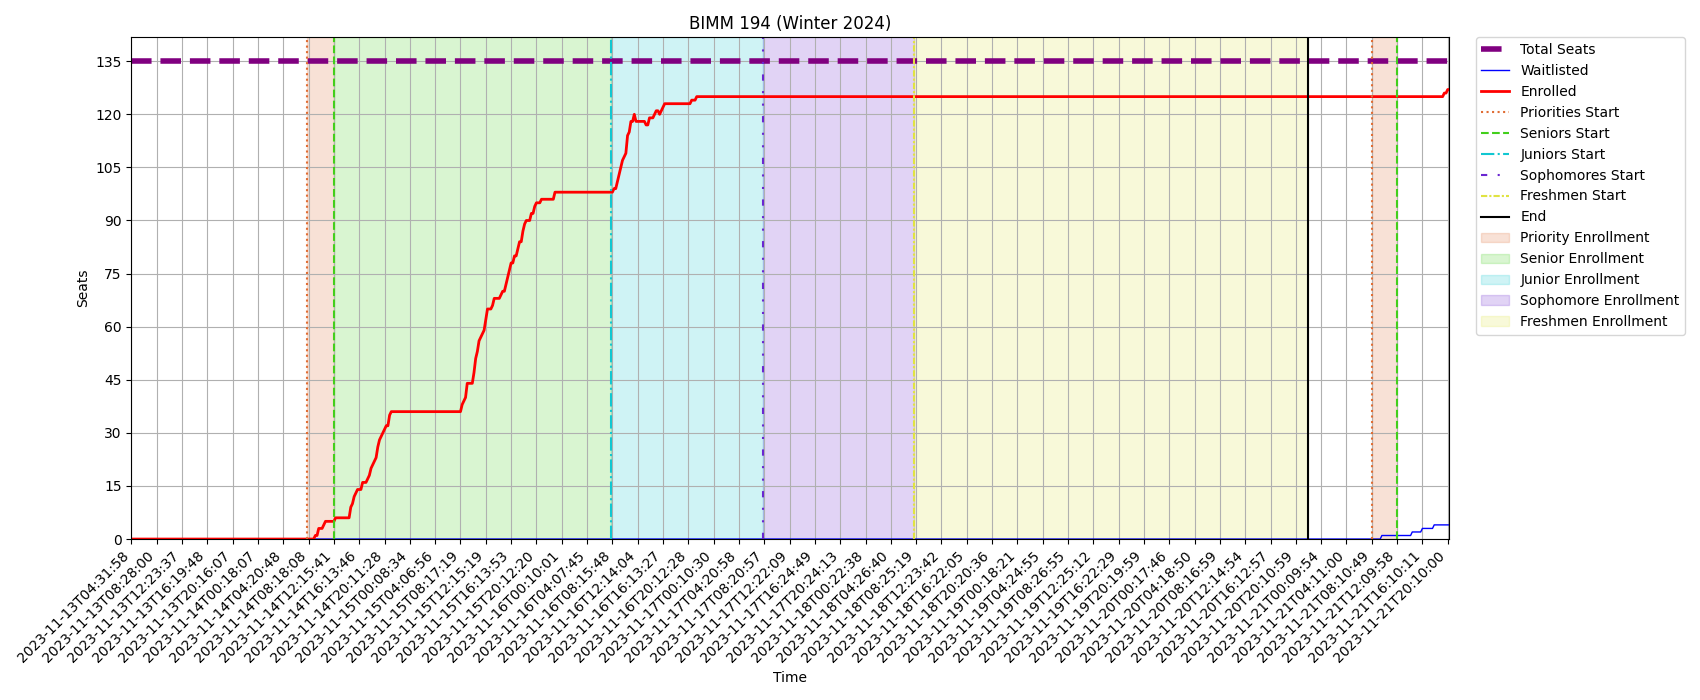 BIMM 194 (Winter 2024)
Seats
135
120
105
90
75
60
45
30
15
0
2023-11-13T04:31:58
2023-11-13T08:28:00
2023-11-13T12:23:37
2023-11-13T16:19:48
2023-11-13T20:16:07
2023-11-14T00:18:07
2023-11-14T04:20:48
2023-11-14T08:18:08
2023-11-14T12:15:41
2023-11-14T16:13:46
2023-11-14T20:11:28
2023-11-15T00:08:34
2023-11-15T04:06:56
2023-11-15T08:17:19
2023-11-15T12:15:19
2023-11-15T16:13:53
2023-11-15T20:12:20
2023-11-16T00:10:01
2023-11-16T04:07:45
2023-11-16T08:15:48
2023-11-16T12:14:04
2023-11-16T16:13:27
2023-11-16T20:12:28
2023-11-17T00:10:30
2023-11-17T04:20:58
2023-11-17T08:20:57
2023-11-17T12:22:09
2023-11-17T16:24:49
2023-11-17T20:24:13
2023-11-18T00:22:38
2023-11-18T04:26:40
2023-11-18T08:25:19
2023-11-18T12:23:42
2023-11-18T16:22:05
2023-11-18T20:20:36
2023-11-19T00:18:21
2023-11-19T04:24:55
2023-11-19T08:26:55
2023-11-19T12:25:12
2023-11-19T16:22:29
2023-11-19T20:19:59
2023-11-20T00:17:46
2023-11-20T04:18:50
2023-11-20T08:16:59
2023-11-20T12:14:54
2023-11-20T16:12:57
2023-11-20T20:10:59
2023-11-21T00:09:54
2023-11-21T04:11:00
2023-11-21T08:10:49
2023-11-21T12:09:58
2023-11-21T16:10:11
2023-11-21T20:10:00
Time
Total Seats
Waitlisted
Enrolled
Priorities Start
Seniors Start
Juniors Start
Sophomores Start
Freshmen Start
End
Priority Enrollment
Senior Enrollment
Junior Enrollment
Sophomore Enrollment
Freshmen Enrollment